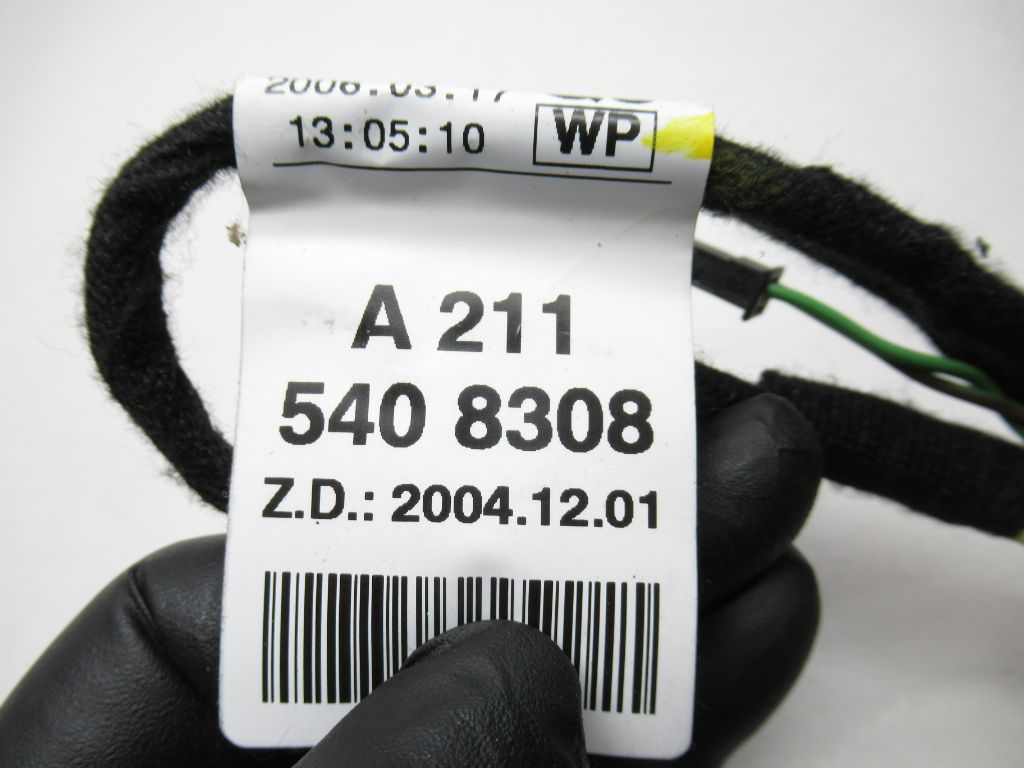 2006.03.17
13:05:10 WP
A 211
540 8308
Z.D.: 2004.12.01